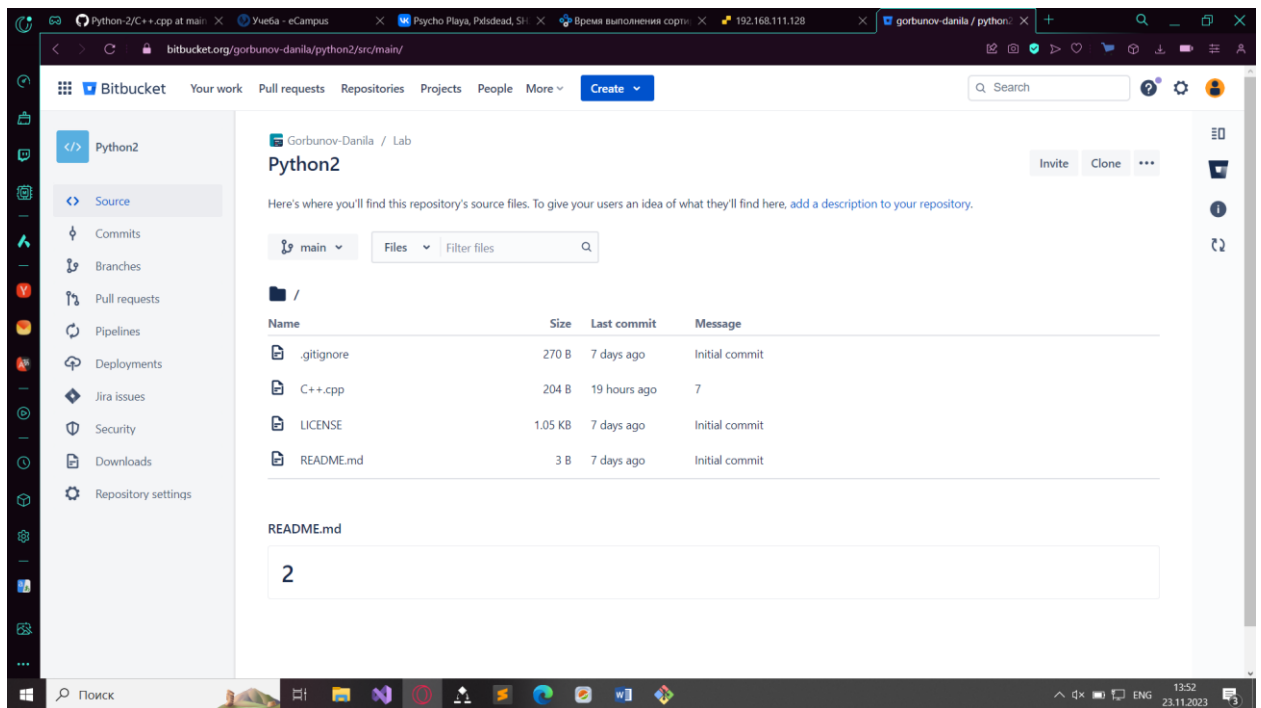 Python-2/C++.cpp at main
Учеба - eCampus
Psycho Playa, Pxlsdead, SH
Время выполнения сорти
192.168.111.128
gorbunov-danila / python2
bitbucket.org/gorbunov-danila/python2/src/main/
Bitbucket Your work Pull requests Repositories Projects People More Create Search
Python2
Source
Commits
Branches
Pull requests
Pipelines
Deployments
Jira issues
Security
Downloads
Repository settings
Gorbunov-Danila / Lab
Python2
Invite Clone
Here's where you'll find this repository's source files. To give your users an idea of what they'll find here, add a description to your repository.
main Files Filter files
/
Name Size Last commit Message
.gitignore 270 B 7 days ago Initial commit
C++.cpp 204 B 19 hours ago 7
LICENSE 1.05 KB 7 days ago Initial commit
README.md 3 B 7 days ago Initial commit
README.md
2
Поиск
ENG
13:52
23.11.2023
3